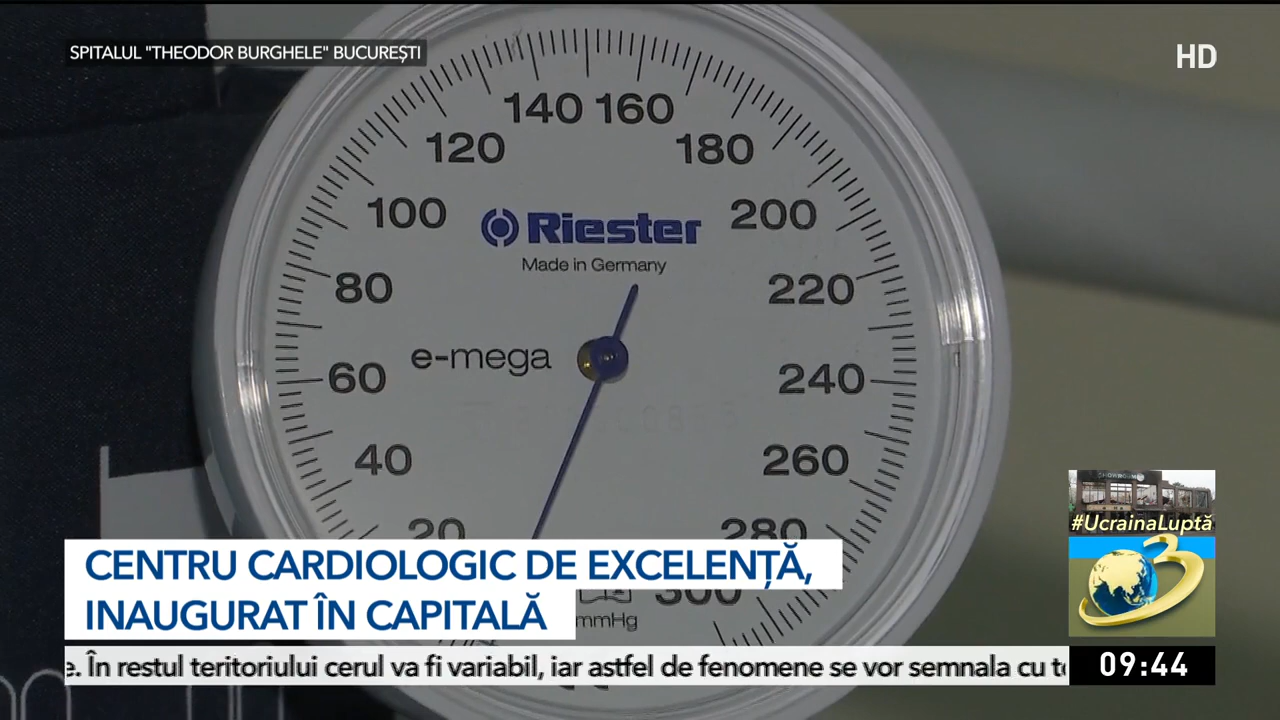 SPITALUL "THEODOR BURGHELE" BUCUREȘTI
HD
140 160
120
180
100
200
Riester
Made in Germany
80
220
e-mega
60
240
40
260
20
280
300
mmHg
#UcrainaLuptă
3
CENTRU CARDIOLOGIC DE EXCELENȚĂ,
INAUGURAT ÎN CAPITALĂ
e. În restul teritoriului cerul va fi variabil, iar astfel de fenomene se vor semnala cu
09:44